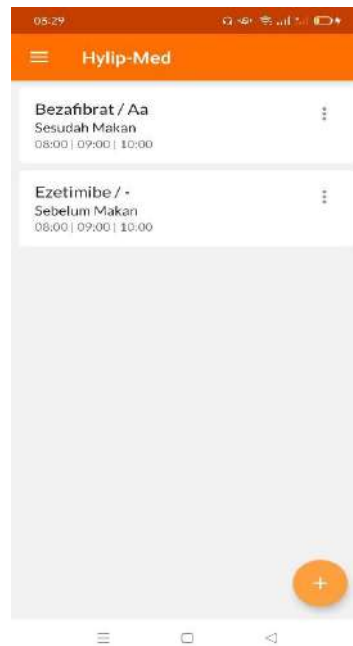 05:29
Hylip-Med
Bezafibrat / Aa
Sesudah Makan
08:00 | 09:00 | 10:00
Ezetimibe / -
Sebelum Makan
08:00 | 09:00 | 10:00
+